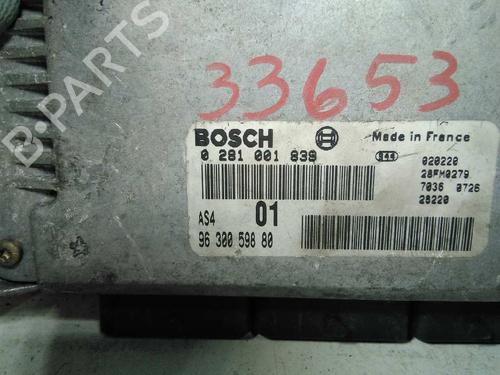 B-PARTS
33653
BOSCH
Made in France
0 281 001 839
020220
28FM0279
7036 0726
28220
AS4
01
96 300 598 80